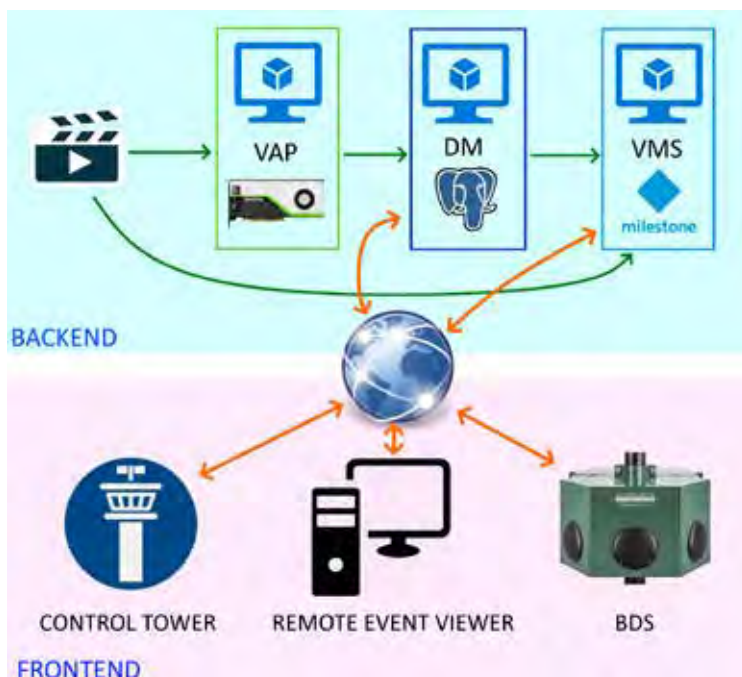 VAP
DM
VMS
milestone
BACKEND
CONTROL TOWER
REMOTE EVENT VIEWER
BDS
FRONTEND